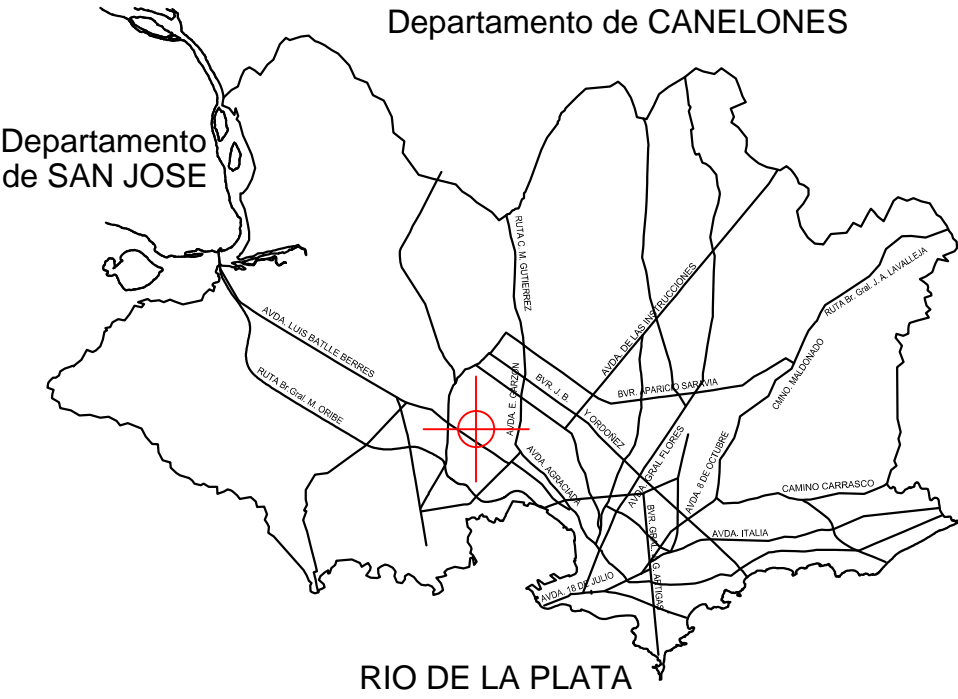 Departamento de CANELONES
Departamento
de SAN JOSE
RUTA C. M. GUTIERREZ
AVDA. DE LAS INSTRUCCIONES
RUTA Br. Gral. J. A. LAVALLEJA
AVDA. LUIS BATLLE BERRES
RUTA Br.Gral. M. ORIBE
AVDA. E. GARZON
BVR. J. B.
Y ORDOÑEZ
BVR. APARICIO SARAVIA
CMNO. MALDONADO
AVDA. AGRACIADA
AVDA. GRAL FLORES
AVDA. 8 DE OCTUBRE
CAMINO CARRASCO
BVR. GRAL. J.G. ARTIGAS
AVDA. ITALIA
AVDA. 18 DE JULIO
RIO DE LA PLATA